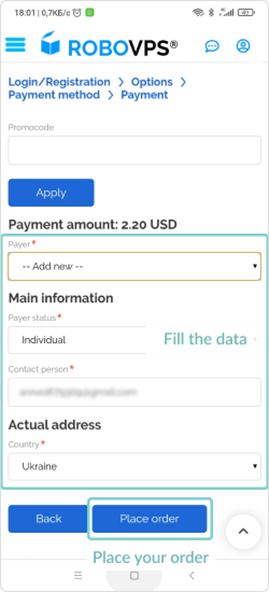 18:01 | 0,7КБ/с
ROBOVPS®
Login/Registration > Options >
Payment method > Payment
Promocode
Apply
Payment amount: 2.20 USD
Payer *
-- Add new --
Main information
Payer status *
Individual
Fill the data
Contact person *
Actual address
Country *
Ukraine
Back
Place order
Place your order